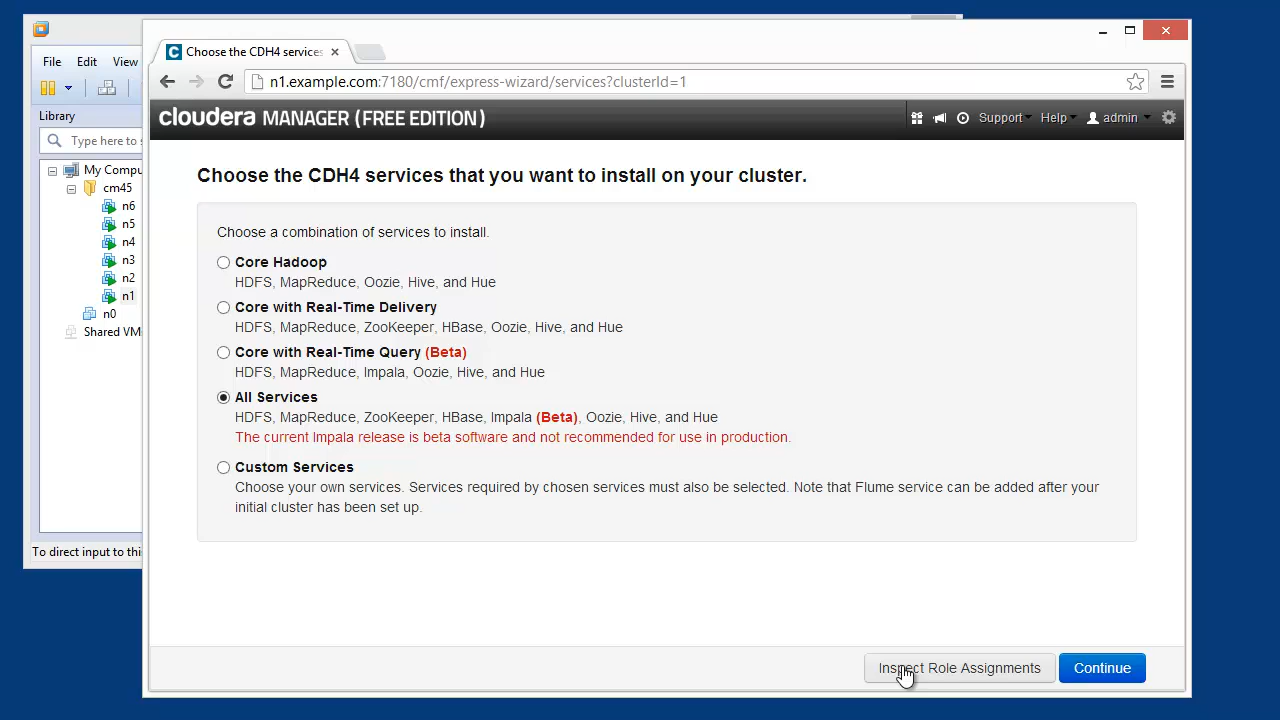 Choose the CDH4 services
File Edit View
n1.example.com:7180/cmf/express-wizard/services?clusterId=1
Library
cloudera MANAGER (FREE EDITION)
Support Help admin
Type here to s
My Compu
cm45
n6
n5
n4
n3
n2
n1
n0
Shared VMs
To direct input to this
Choose the CDH4 services that you want to install on your cluster.
Choose a combination of services to install.
Core Hadoop
HDFS, MapReduce, Oozie, Hive, and Hue
Core with Real-Time Delivery
HDFS, MapReduce, ZooKeeper, HBase, Oozie, Hive, and Hue
Core with Real-Time Query (Beta)
HDFS, MapReduce, Impala, Oozie, Hive, and Hue
All Services
HDFS, MapReduce, ZooKeeper, HBase, Impala (Beta), Oozie, Hive, and Hue
The current Impala release is beta software and not recommended for use in production.
Custom Services
Choose your own services. Services required by chosen services must also be selected. Note that Flume service can be added after your
initial cluster has been set up.
Inspect Role Assignments
Continue